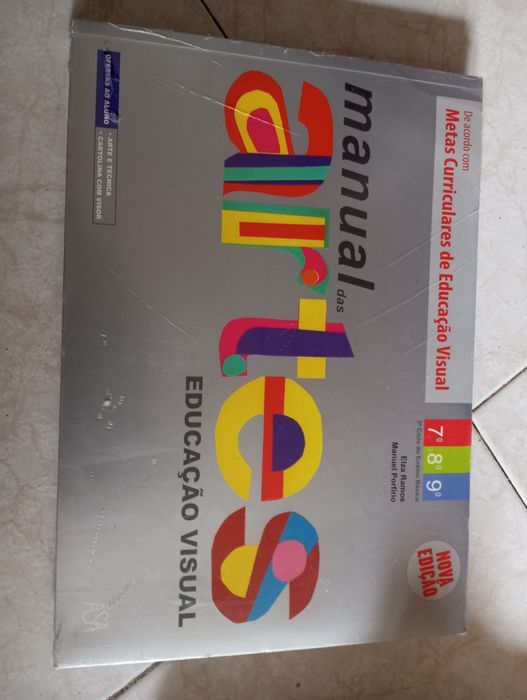 De acordo com
Metas Curriculares de Educação Visual
7º 8º 9º
3º Ciclo do Ensino Básico
Elza Ramos
Manuel Porfírio
NOVA
EDIÇÃO
manual das
artes
EDUCAÇÃO VISUAL
OFERTAS AO ALUNO
• ARTE E TÉCNICA
• CARTOLINA COM VISOR
ASA